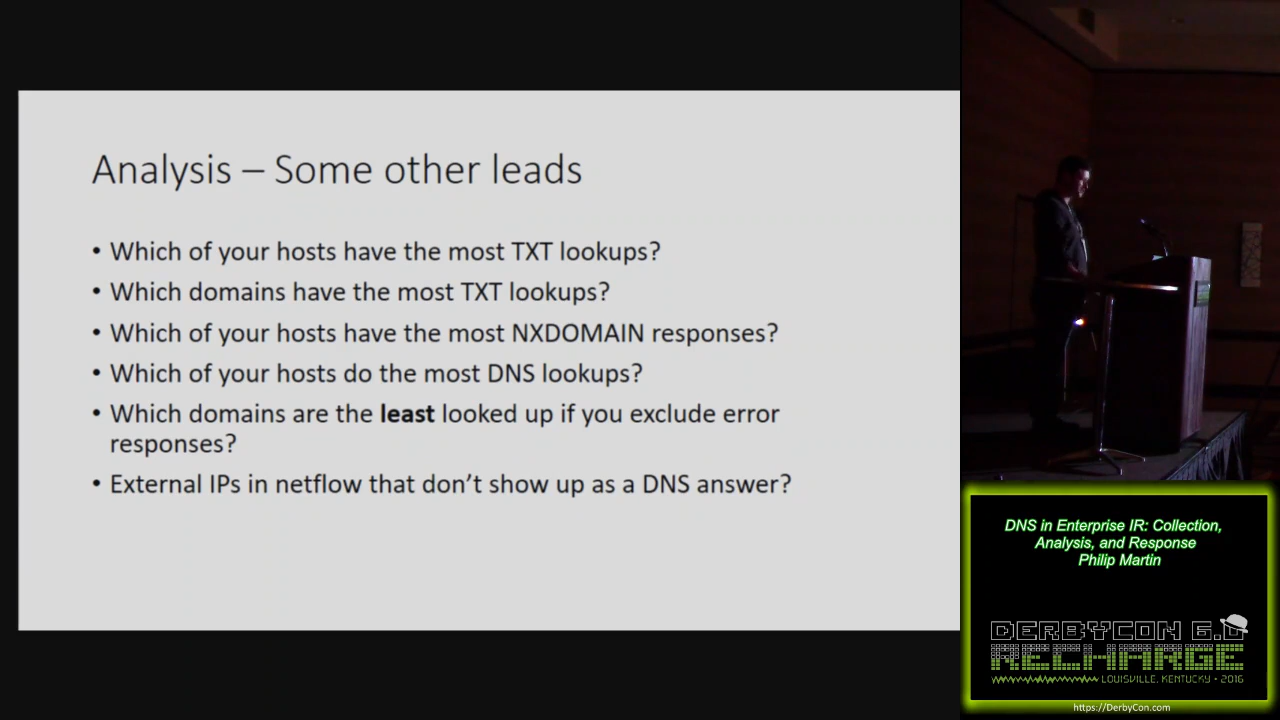 Analysis – Some other leads
• Which of your hosts have the most TXT lookups?
• Which domains have the most TXT lookups?
• Which of your hosts have the most NXDOMAIN responses?
• Which of your hosts do the most DNS lookups?
• Which domains are the least looked up if you exclude error
responses?
• External IPs in netflow that don’t show up as a DNS answer?
DNS in Enterprise IR: Collection,
Analysis, and Response
Philip Martin
DERBYCON 6.0
RECHARGE
LOUISVILLE, KENTUCKY • 2016
https://DerbyCon.com